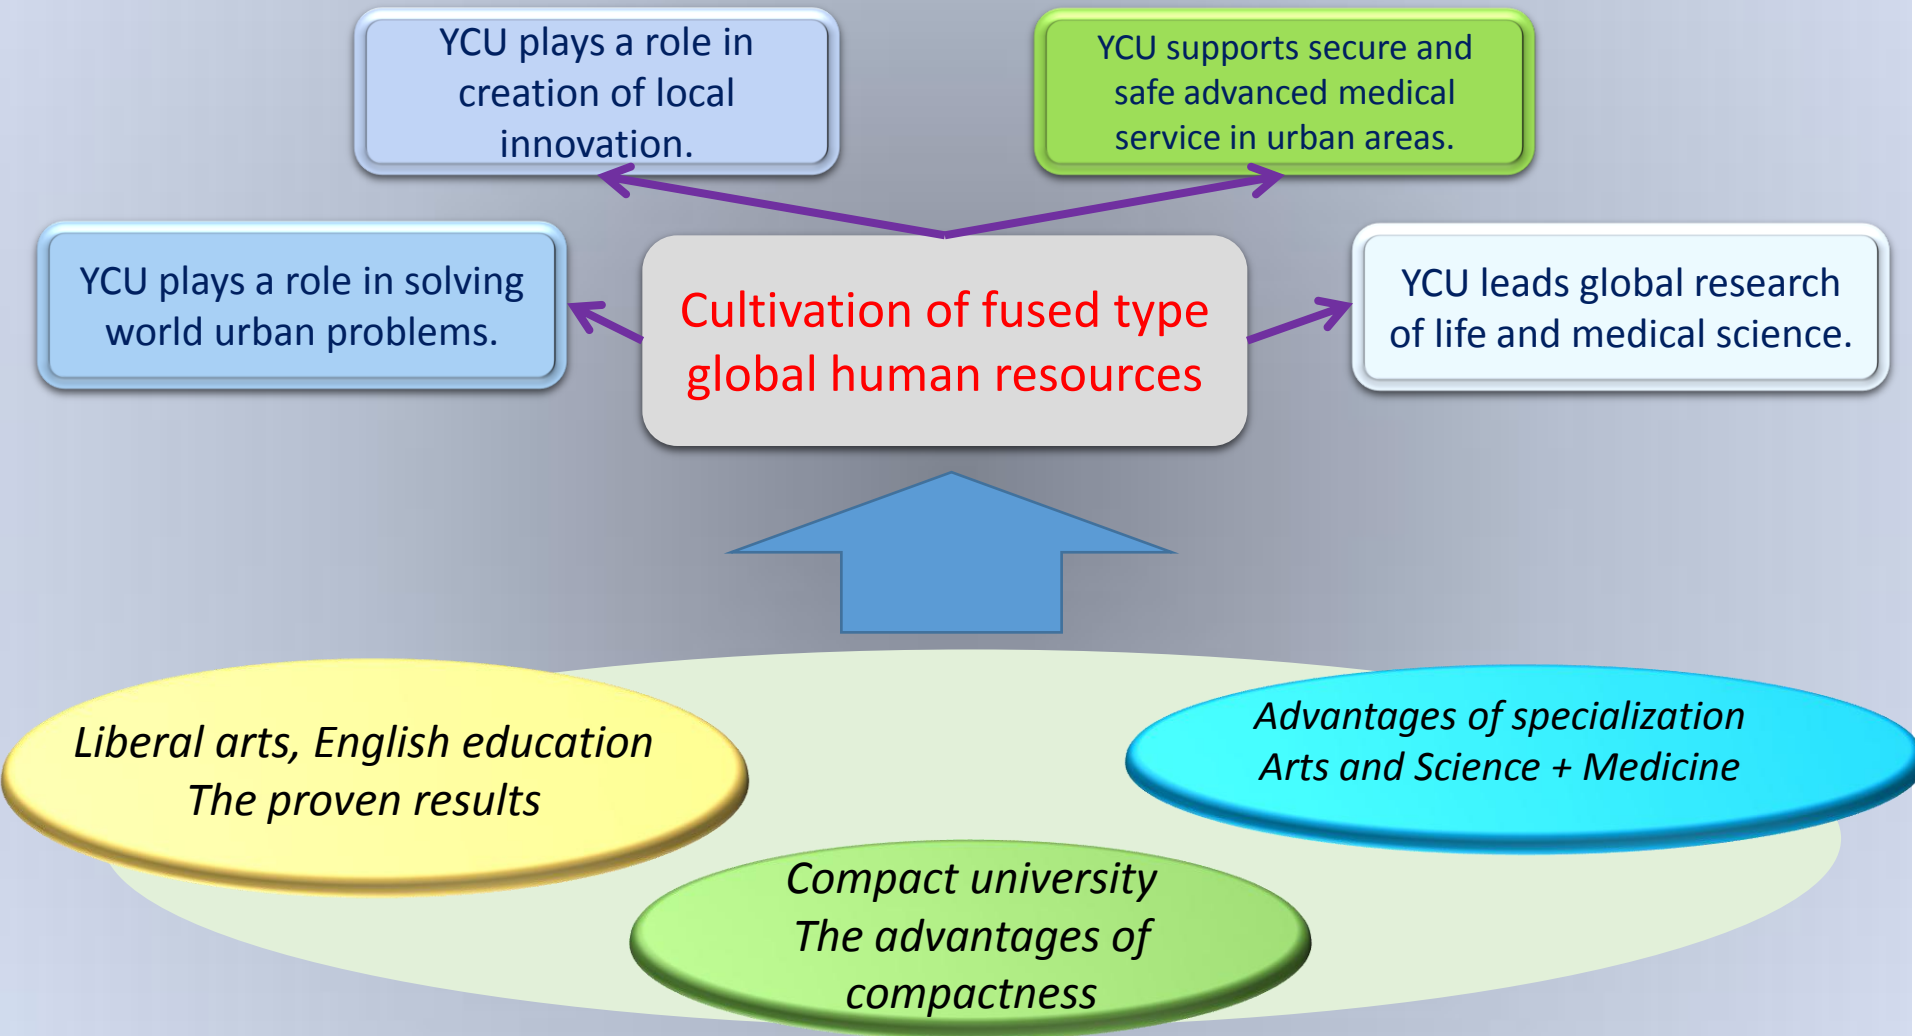 YCU plays a role in
creation of local
innovation.
YCU supports secure and
safe advanced medical
service in urban areas.
YCU plays a role in solving
world urban problems.
Cultivation of fused type
global human resources
YCU leads global research
of life and medical science.
Liberal arts, English education
The proven results
Advantages of specialization
Arts and Science + Medicine
Compact university
The advantages of
compactness